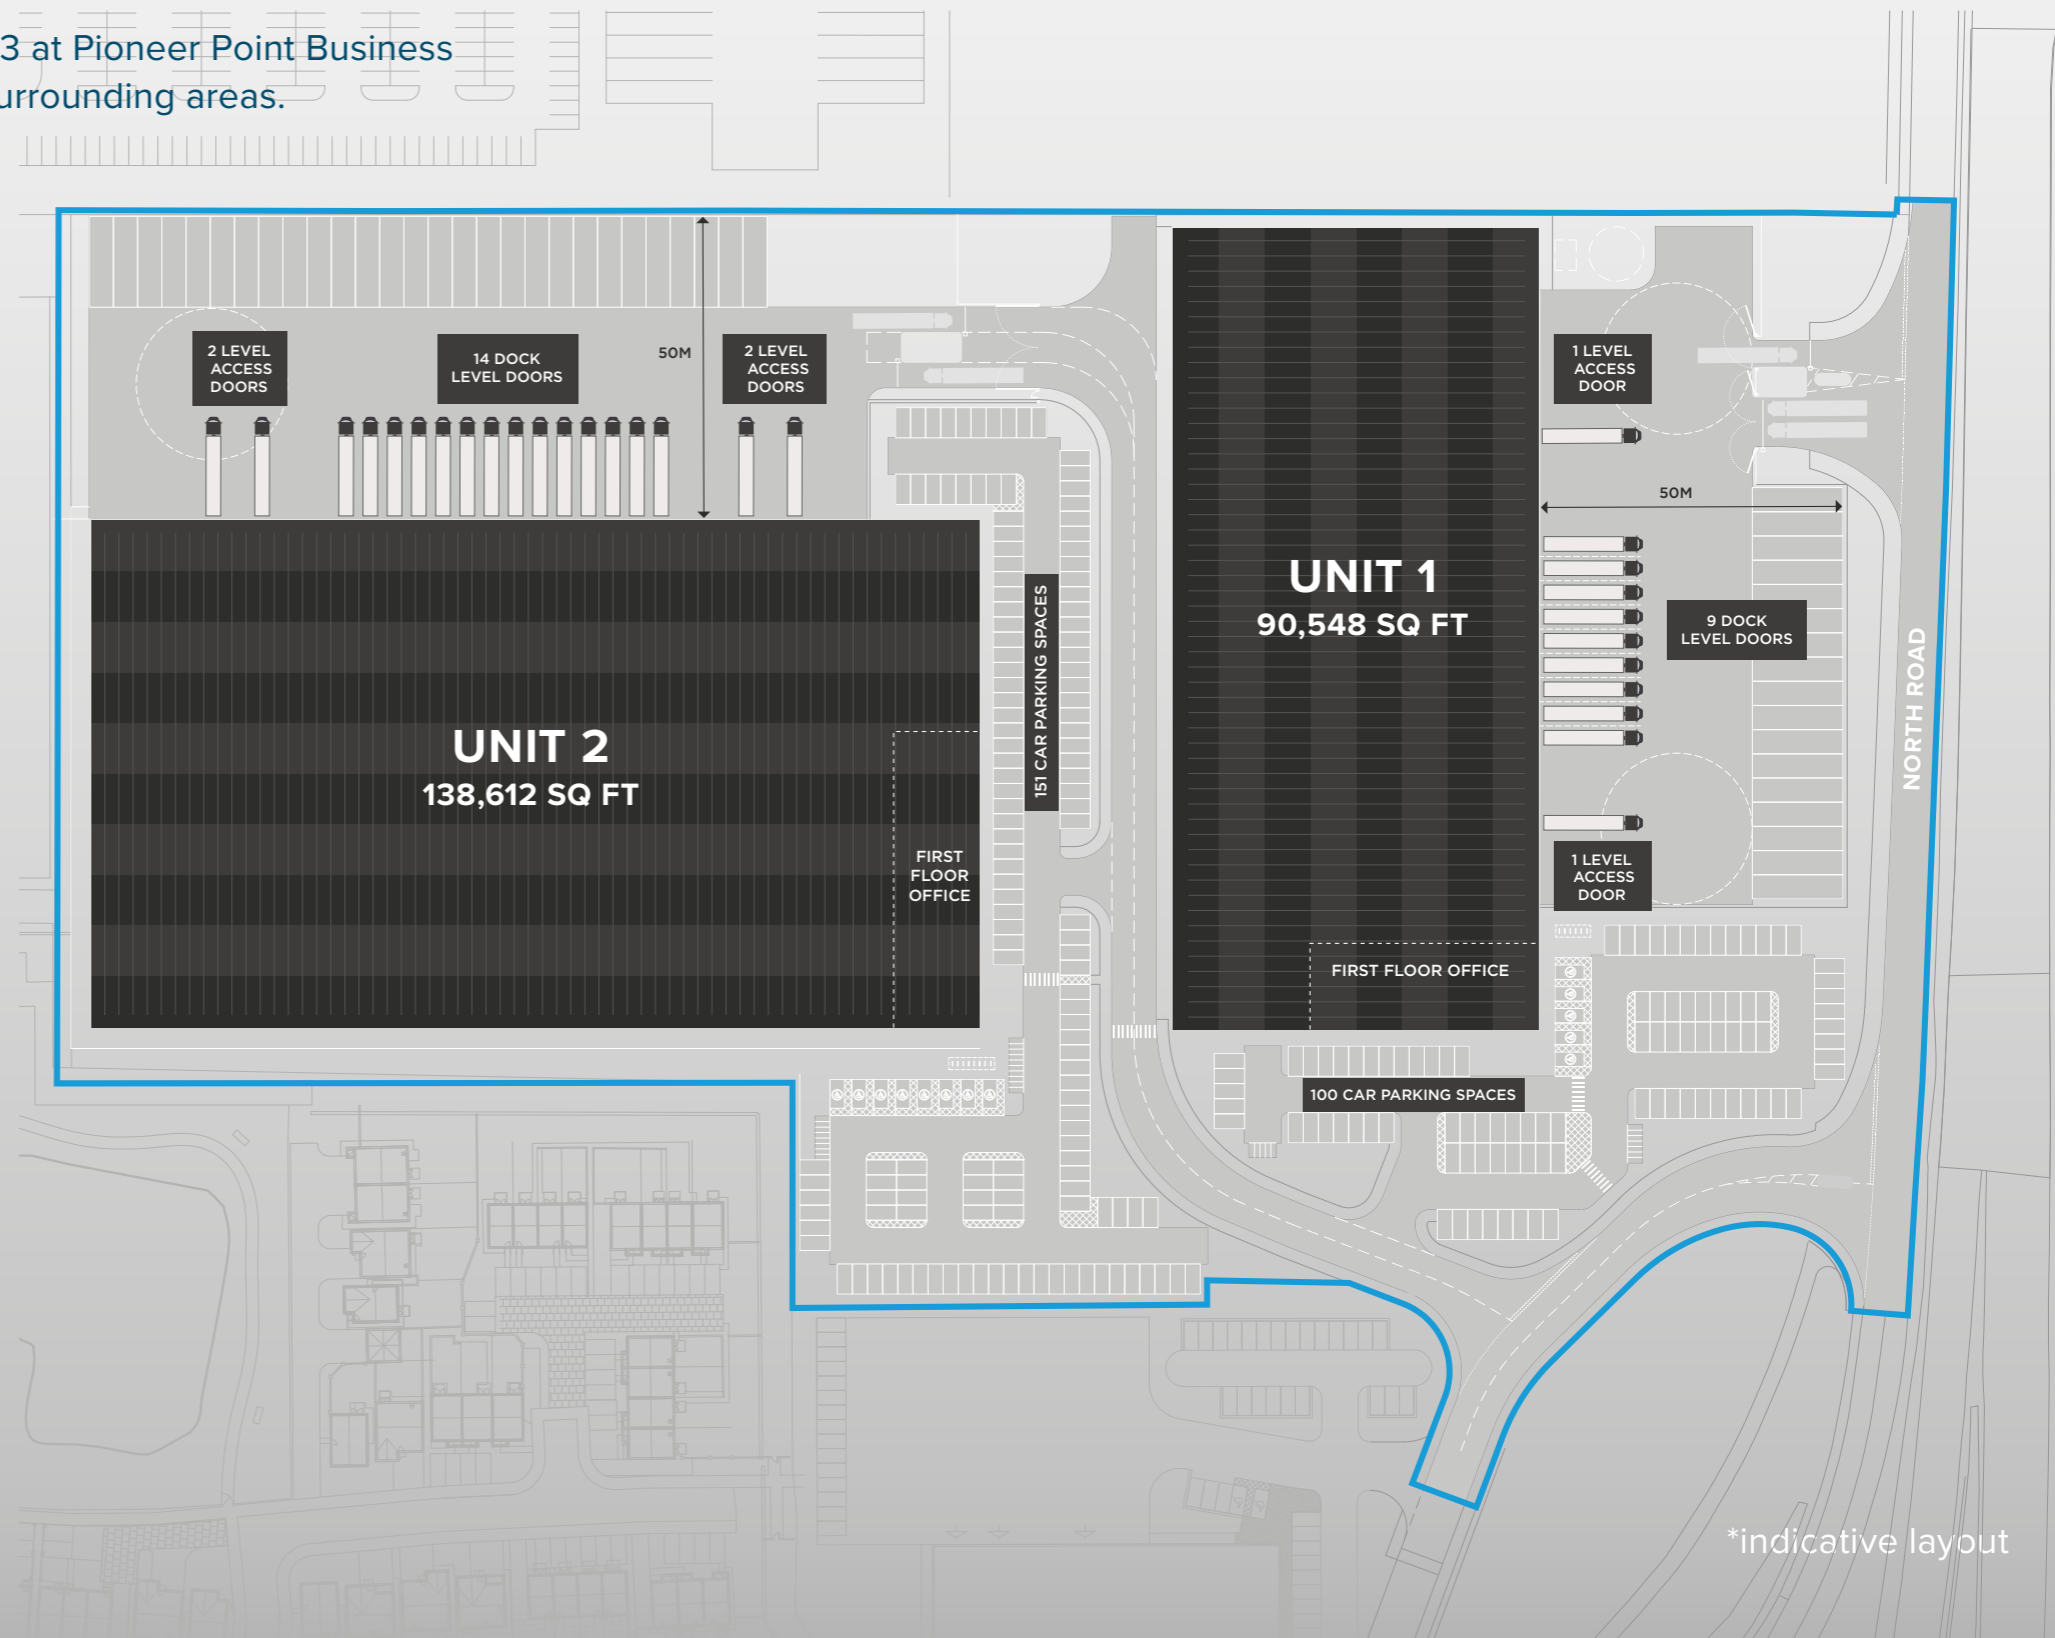 3 at Pioneer Point Business
urrounding areas.
2 LEVEL
ACCESS
DOORS
14 DOCK
LEVEL DOORS
50M
2 LEVEL
ACCESS
DOORS
1 LEVEL
ACCESS
DOOR
50M
UNIT 1
90,548 SQ FT
9 DOCK
LEVEL DOORS
151 CAR PARKING SPACES
NORTH ROAD
UNIT 2
138,612 SQ FT
FIRST
FLOOR
OFFICE
1 LEVEL
ACCESS
DOOR
FIRST FLOOR OFFICE
100 CAR PARKING SPACES
*indicative layout